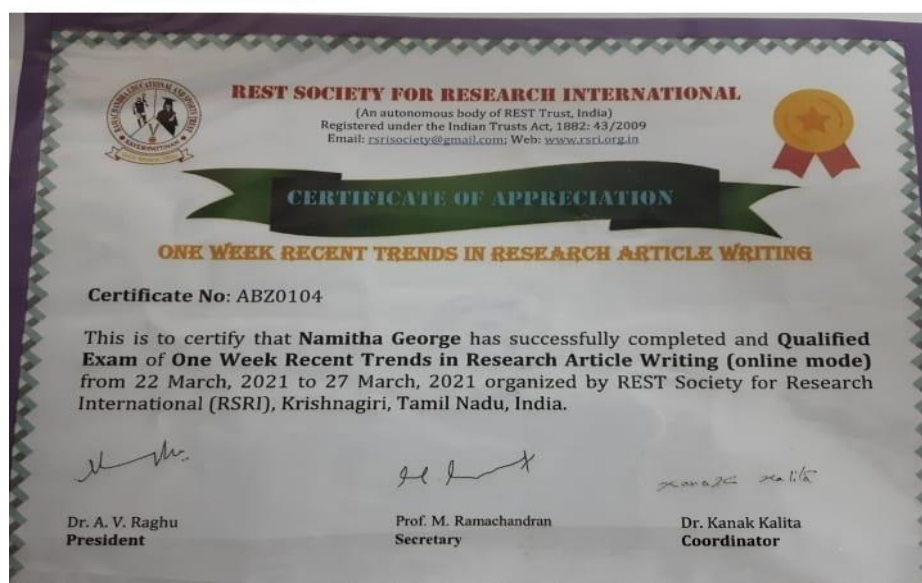 REST SOCIETY FOR RESEARCH INTERNATIONAL
(An autonomous body of REST Trust, India)
Registered under the Indian Trusts Act, 1882: 43/2009
Email: rsrisociety@gmail.com; Web: www.rsri.org.in
CERTIFICATE OF APPRECIATION
ONE WEEK RECENT TRENDS IN RESEARCH ARTICLE WRITING
Certificate No: ABZ0104
This is to certify that Namitha George has successfully completed and Qualified
Exam of One Week Recent Trends in Research Article Writing (online mode)
from 22 March, 2021 to 27 March, 2021 organized by REST Society for Research
International (RSRI), Krishnagiri, Tamil Nadu, India.
Dr. A. V. Raghu
President
Prof. M. Ramachandran
Secretary
Dr. Kanak Kalita
Coordinator